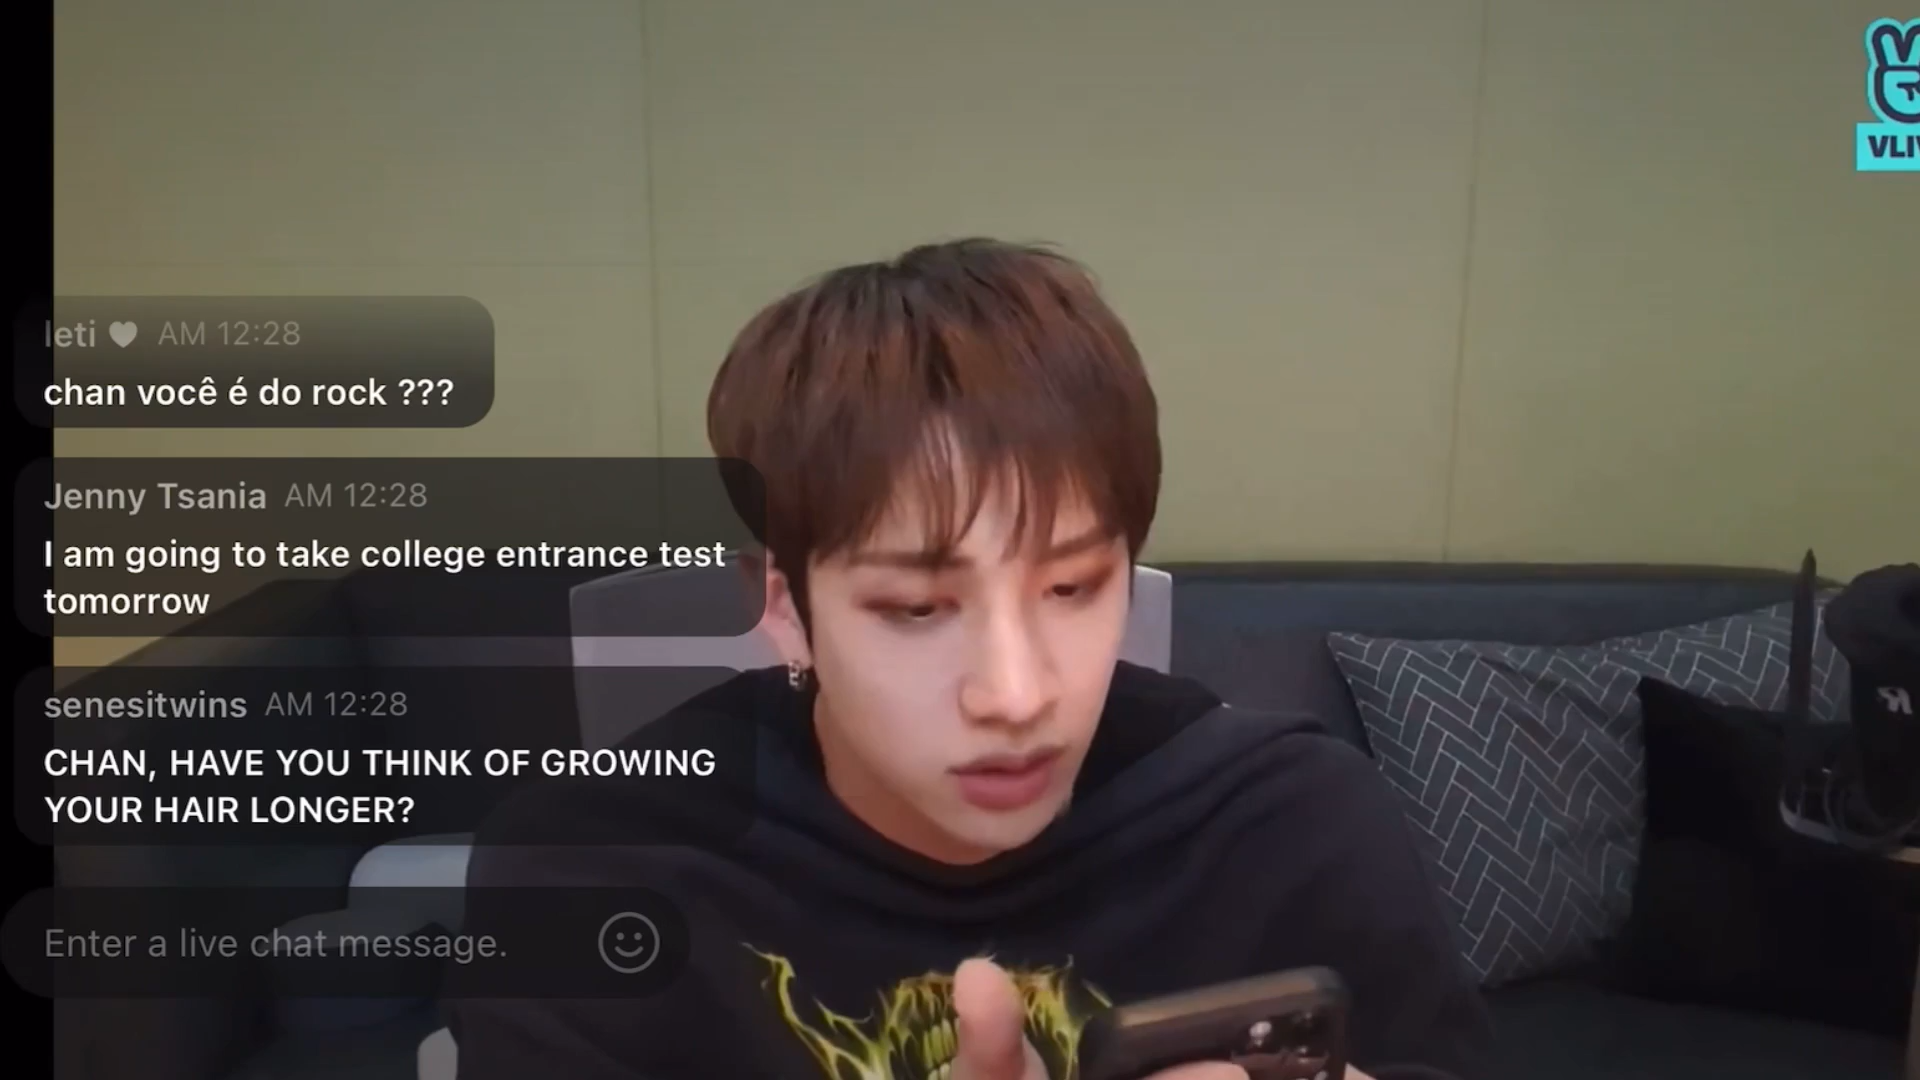 leti 🤍 AM 12:28
chan você é do rock ???
Jenny Tsania AM 12:28
I am going to take college entrance test
tomorrow
senesitwins AM 12:28
CHAN, HAVE YOU THINK OF GROWING
YOUR HAIR LONGER?
Enter a live chat message.